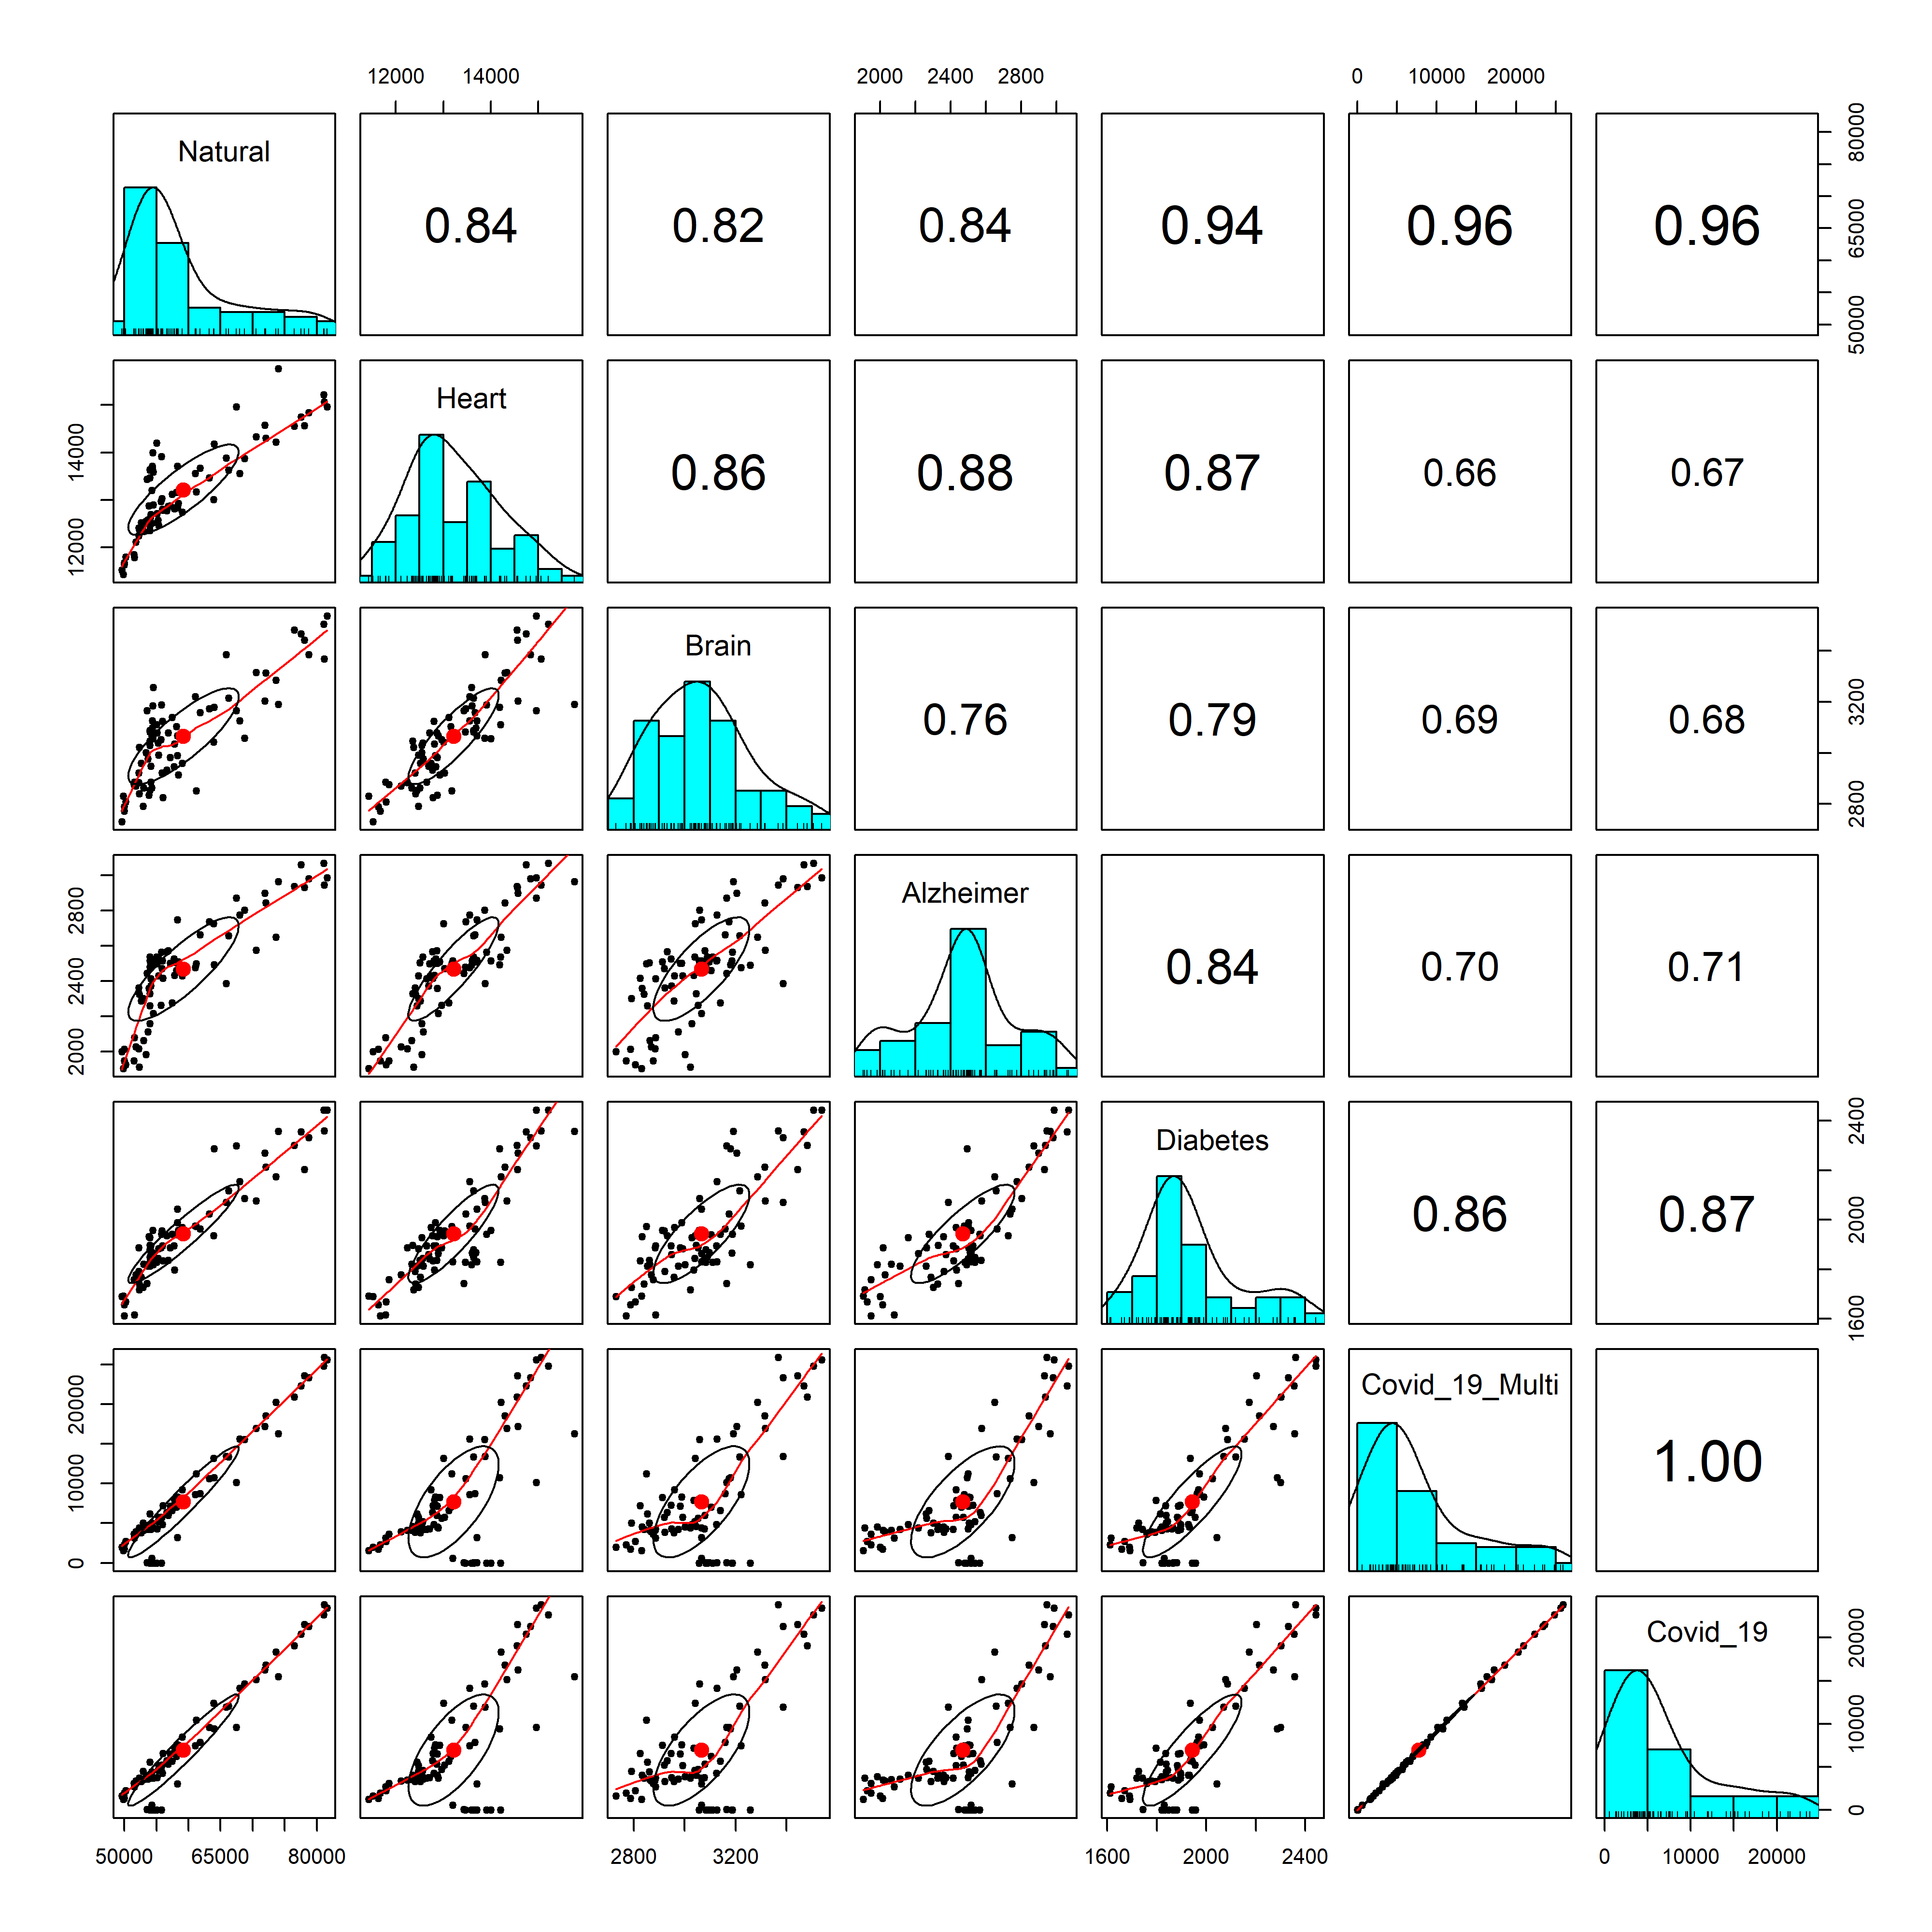 12000 14000 2000 2400 2800 0 10000 20000
Natural 0.84 0.82 0.84 0.94 0.96 0.96 50000 65000 80000
12000 14000 Heart 0.86 0.88 0.87 0.66 0.67
Brain 0.76 0.79 0.69 0.68 2800 3200
2000 2400 2800 Alzheimer 0.84 0.70 0.71
Diabetes 0.86 0.87 1600 2000 2400
0 10000 20000 Covid_19_Multi 1.00
Covid_19 0 10000 20000
50000 65000 80000 2800 3200 1600 2000 2400 0 10000 20000